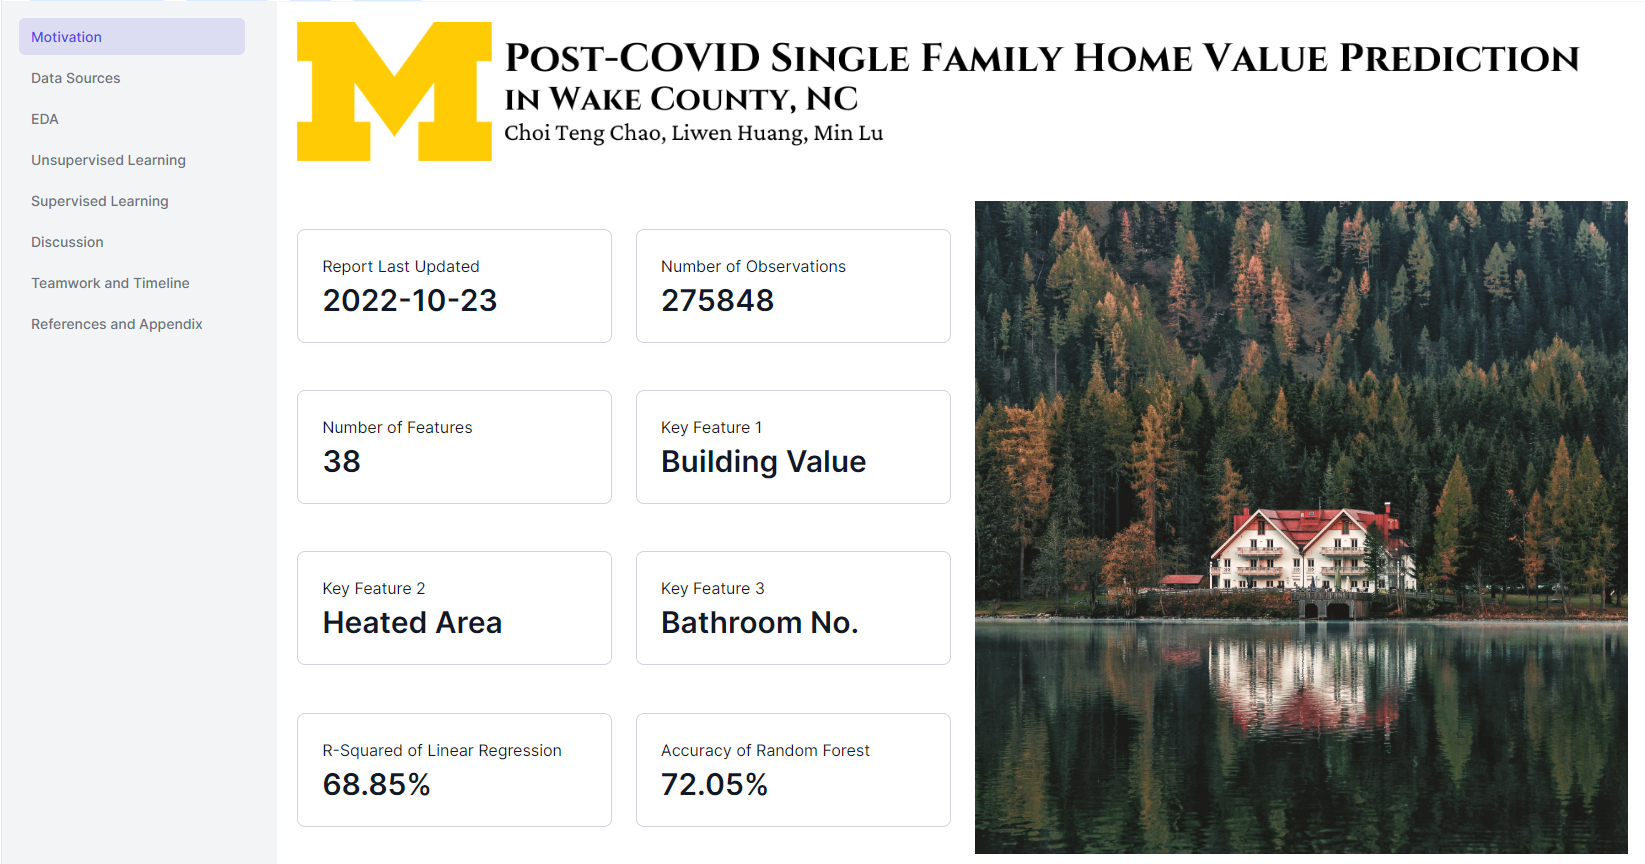 Motivation
Data Sources
EDA
Unsupervised Learning
Supervised Learning
Discussion
Teamwork and Timeline
References and Appendix
M
Post-COVID Single Family Home Value Prediction
in Wake County, NC
Choi Teng Chao, Liwen Huang, Min Lu
Report Last Updated
2022-10-23
Number of Observations
275848
Number of Features
38
Key Feature 1
Building Value
Key Feature 2
Heated Area
Key Feature 3
Bathroom No.
R-Squared of Linear Regression
68.85%
Accuracy of Random Forest
72.05%